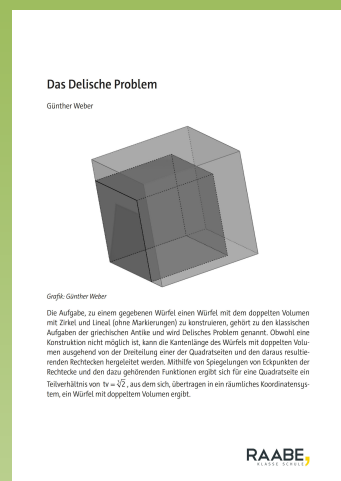 Das Delische Problem
Günther Weber
Grafik: Günther Weber
Die Aufgabe, zu einem gegebenen Würfel einen Würfel mit dem doppelten Volumen
mit Zirkel und Lineal (ohne Markierungen) zu konstruieren, gehört zu den klassischen
Aufgaben der griechischen Antike und wird Delisches Problem genannt. Obwohl eine
Konstruktion nicht möglich ist, kann die Kantenlänge des Würfels mit doppelten Volu-
men ausgehend von der Dreiteilung einer der Quadratseiten und den daraus resultie-
renden Rechtecken hergeleitet werden. Mithilfe von Spiegelungen von Eckpunkten der
Rechtecke und den dazu gehörenden Funktionen ergibt sich für eine Quadratseite ein
Teilverhältnis von tv = ∛2 , aus dem sich, übertragen in ein räumliches Koordinatensys-
tem, ein Würfel mit doppeltem Volumen ergibt.
RAABE,
KLASSE SCHULE